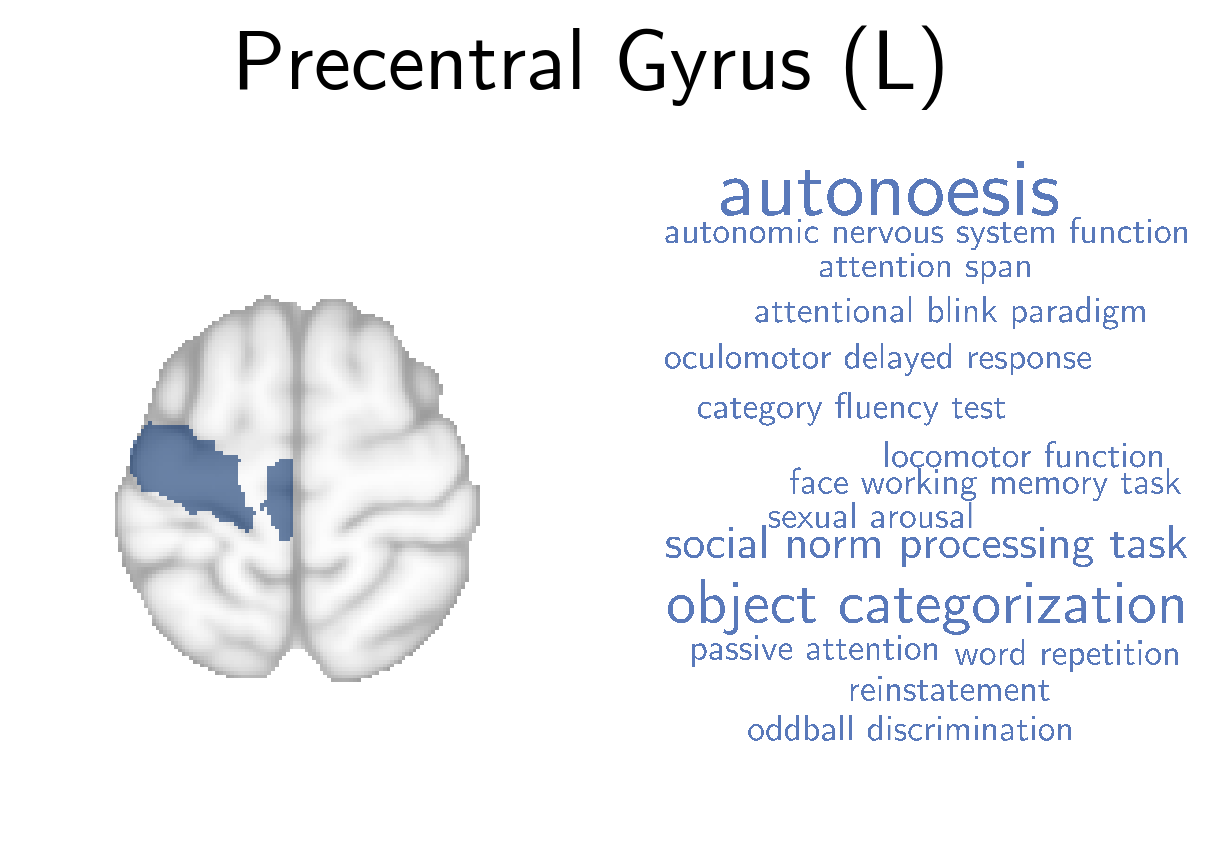 Precentral Gyrus (L)
autonoesis
autonomic nervous system function
attention span
attentional blink paradigm
oculomotor delayed response
category fluency test
locomotor function
face working memory task
sexual arousal
social norm processing task
object categorization
passive attention word repetition
reinstatement
oddball discrimination